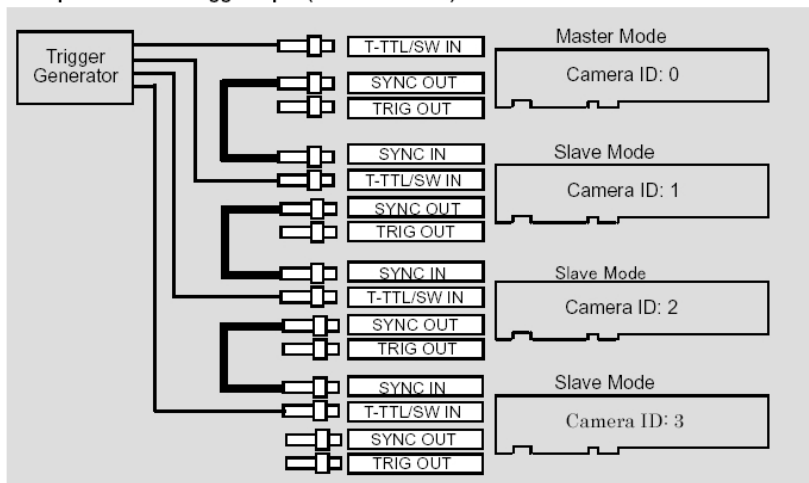 Trigger
Generator
T-TTL/SW IN
SYNC OUT
TRIG OUT
Master Mode
Camera ID: 0
SYNC IN
T-TTL/SW IN
SYNC OUT
TRIG OUT
Slave Mode
Camera ID: 1
SYNC IN
T-TTL/SW IN
SYNC OUT
TRIG OUT
Slave Mode
Camera ID: 2
SYNC IN
T-TTL/SW IN
SYNC OUT
TRIG OUT
Slave Mode
Camera ID: 3